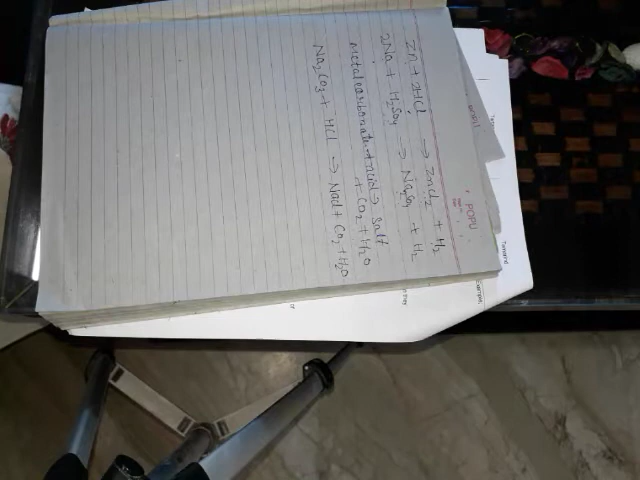 POPU
Zn + 2HCl → ZnCl2 + H2
2Na + H2SO4 → Na2SO4 + H2
Metal carbonate + acid → salt
+ CO2 + H2O
Na2CO3 + HCl → NaCl + CO2 + H2O